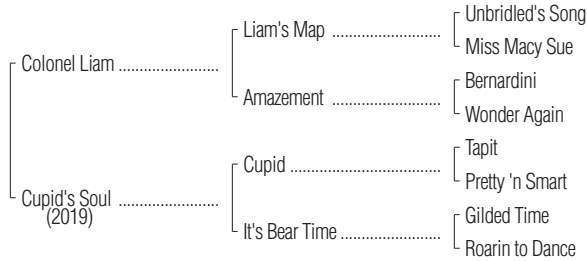 Unbridled's Song
Liam's Map ......................
Miss Macy Sue
Colonel Liam ......................
Bernardini
Amazement ......................
Wonder Again
Tapit
Cupid ......................
Pretty 'n Smart
Cupid's Soul ......................
(2019)
Gilded Time
It's Bear Time ......................
Roarin to Dance